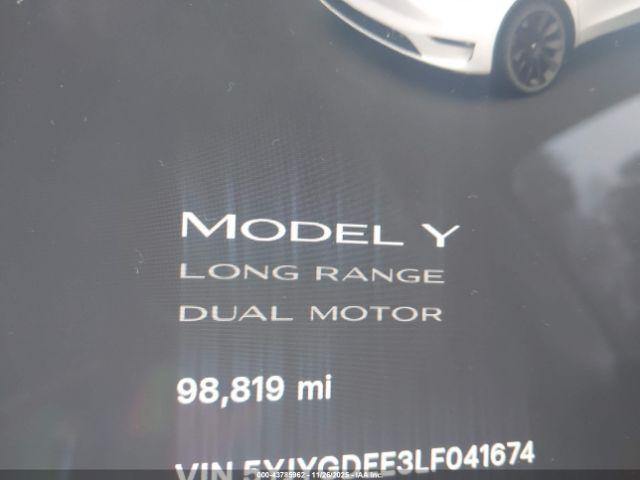 MODEL Y
LONG RANGE
DUAL MOTOR
98,819 mi
VIN 5YJYGDEE3LF041674
000-43785962 - 11/26/2025 - IAA Inc.